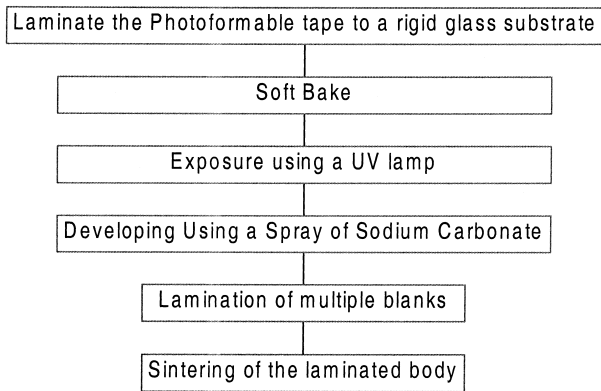 Laminate the Photoformable tape to a rigid glass substrate
Soft Bake
Exposure using a UV lamp
Developing Using a Spray of Sodium Carbonate
Lamination of multiple blanks
Sintering of the laminated body